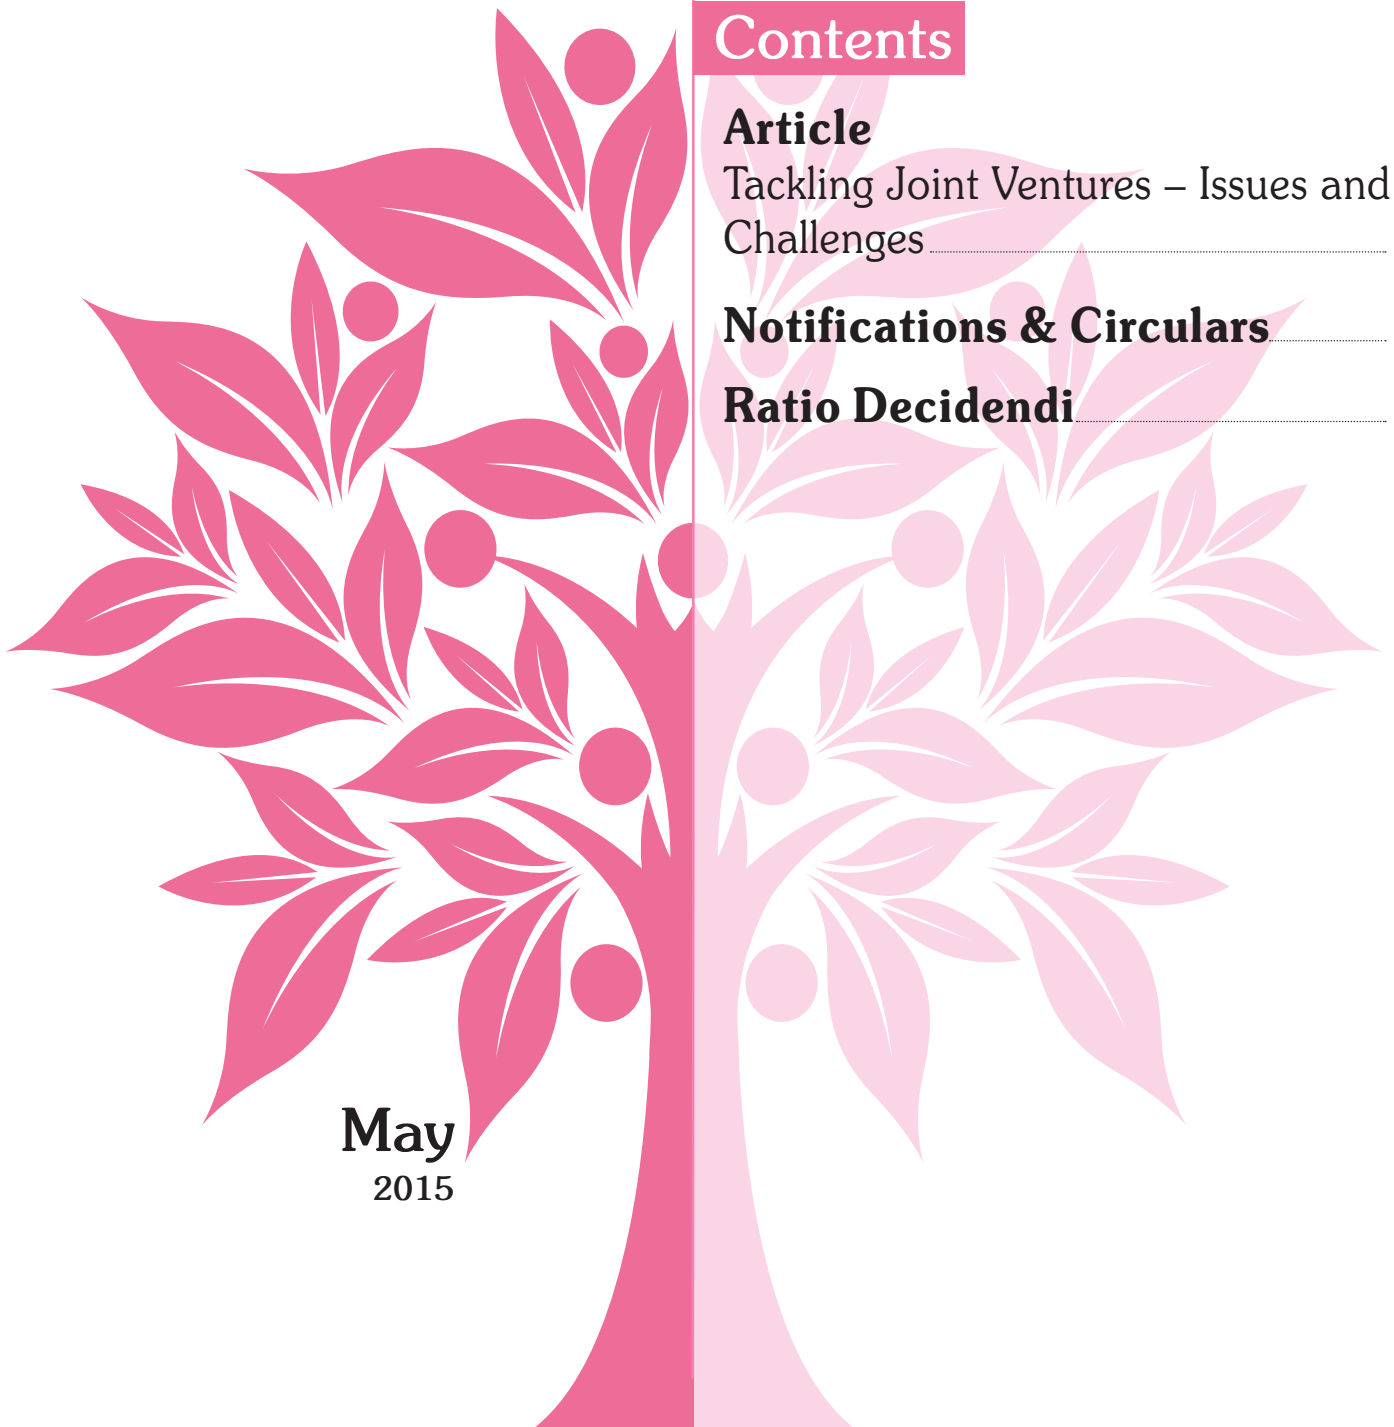 Contents
Article
Tackling Joint Ventures – Issues and
Challenges
Notifications & Circulars
Ratio Decidendi
May
2015